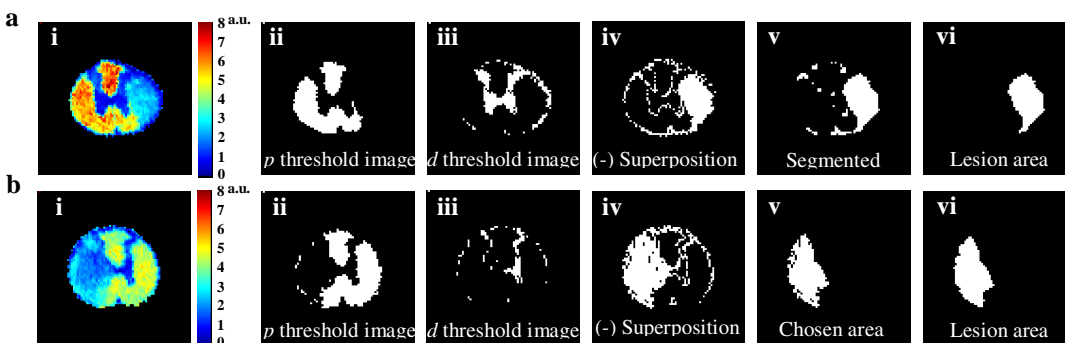 a
i
8 a.u.
7
6
5
4
3
2
1
0
ii
p threshold image
iii
d threshold image
iv
(-) Superposition
v
Segmented
vi
Lesion area
b
i
8 a.u.
7
6
5
4
3
2
1
0
ii
p threshold image
iii
d threshold image
iv
(-) Superposition
v
Chosen area
vi
Lesion area